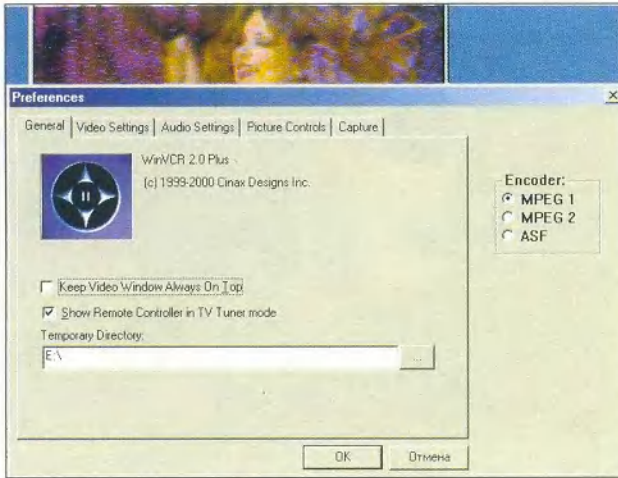 Preferences
General Video Settings Audio Settings Picture Controls Capture
WinVCR 2.0 Plus
(c) 1999-2000 Cinax Designs Inc.
Encoder:
MPEG 1
MPEG 2
ASF
Keep Video Window Always On Top
Show Remote Controller in TV Tuner mode
Temporary Directory:
E:\
...
OK Отмена